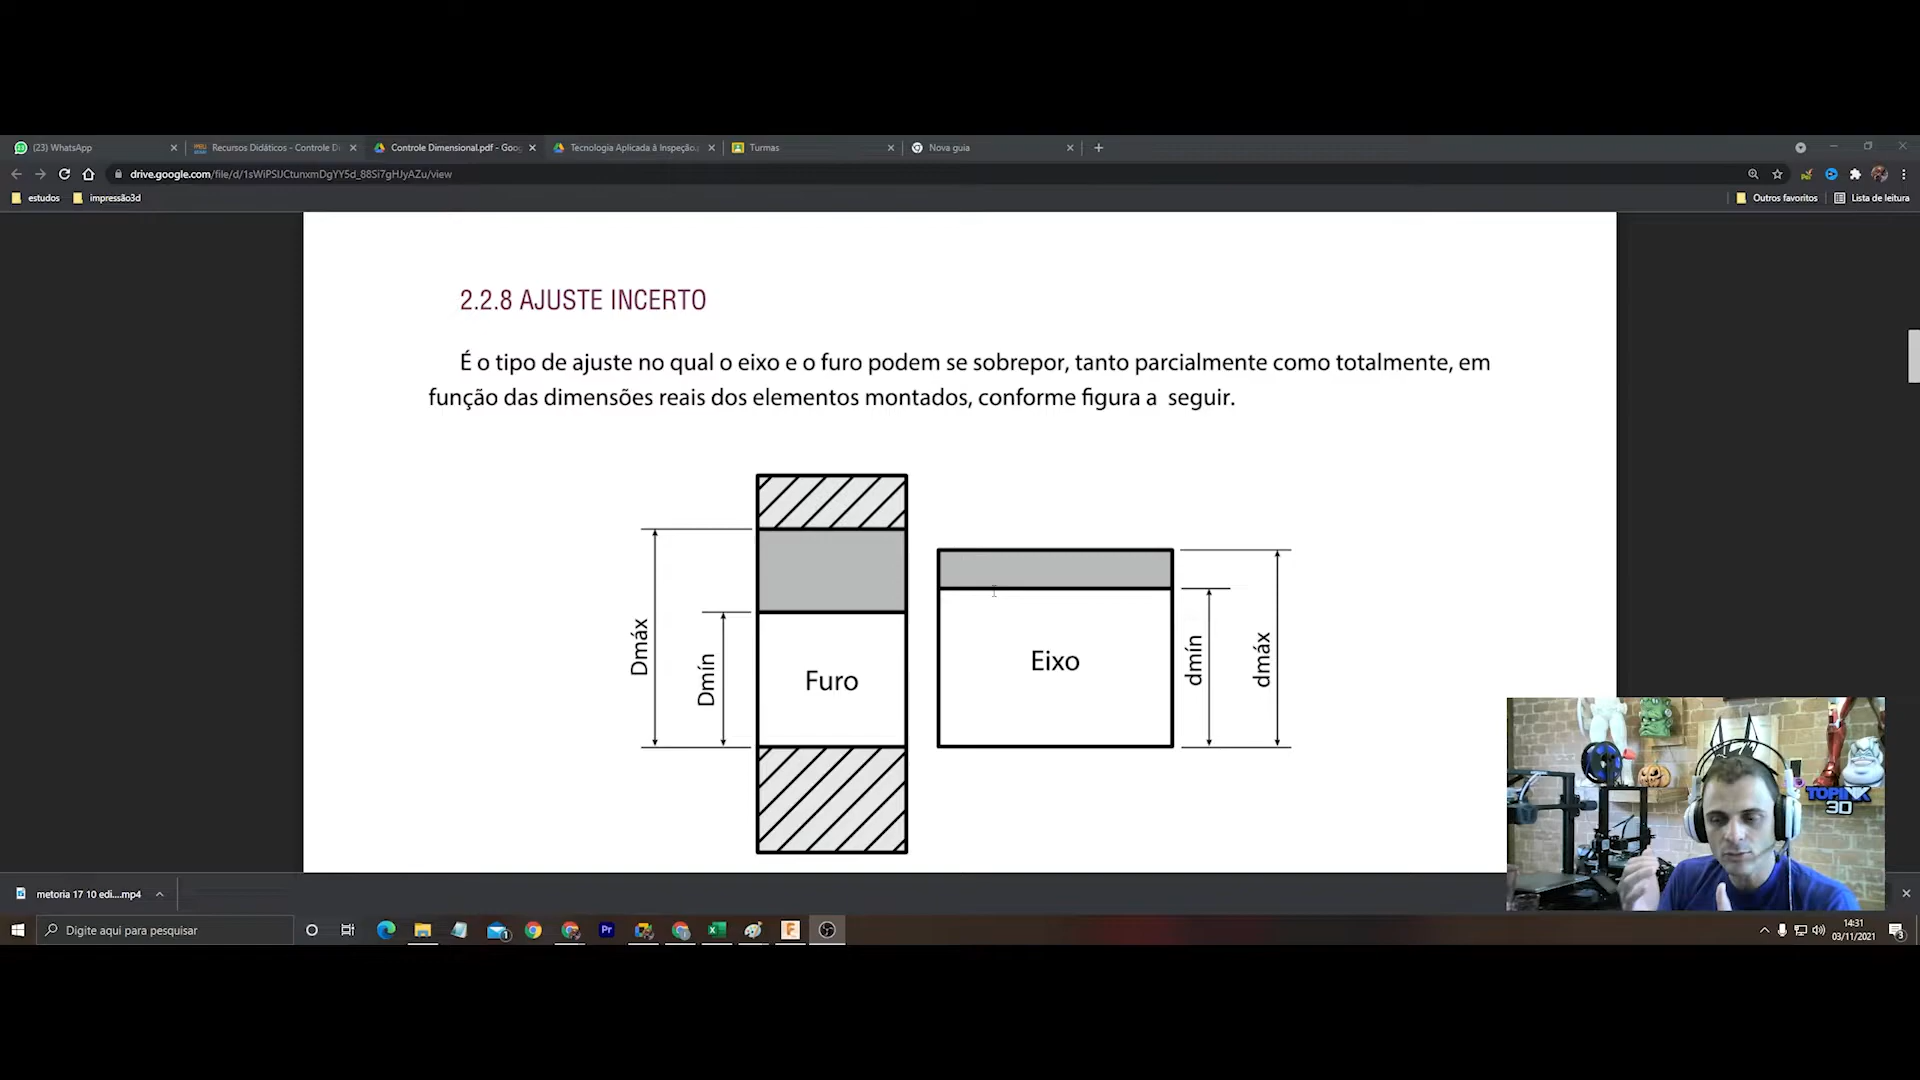 (23) WhatsApp
Recursos Didáticos - Controle Di
Controle Dimensional.pdf - Goog
Tecnologia Aplicada à Inspeção.
Turmas
Nova guia
drive.google.com/file/d/1sWiPSlJCtunxmDgYY5d_88Si7gHJyAZu/view
estudos
impressão3d
Outros favoritos
Lista de leitura
2.2.8 AJUSTE INCERTO
É o tipo de ajuste no qual o eixo e o furo podem se sobrepor, tanto parcialmente como totalmente, em
função das dimensões reais dos elementos montados, conforme figura a seguir.
Dmáx
Dmín
Furo
Eixo
dmín
dmáx
TOPINK
3D
metoria 17 10 edi....mp4
Digite aqui para pesquisar
14:31
03/11/2021